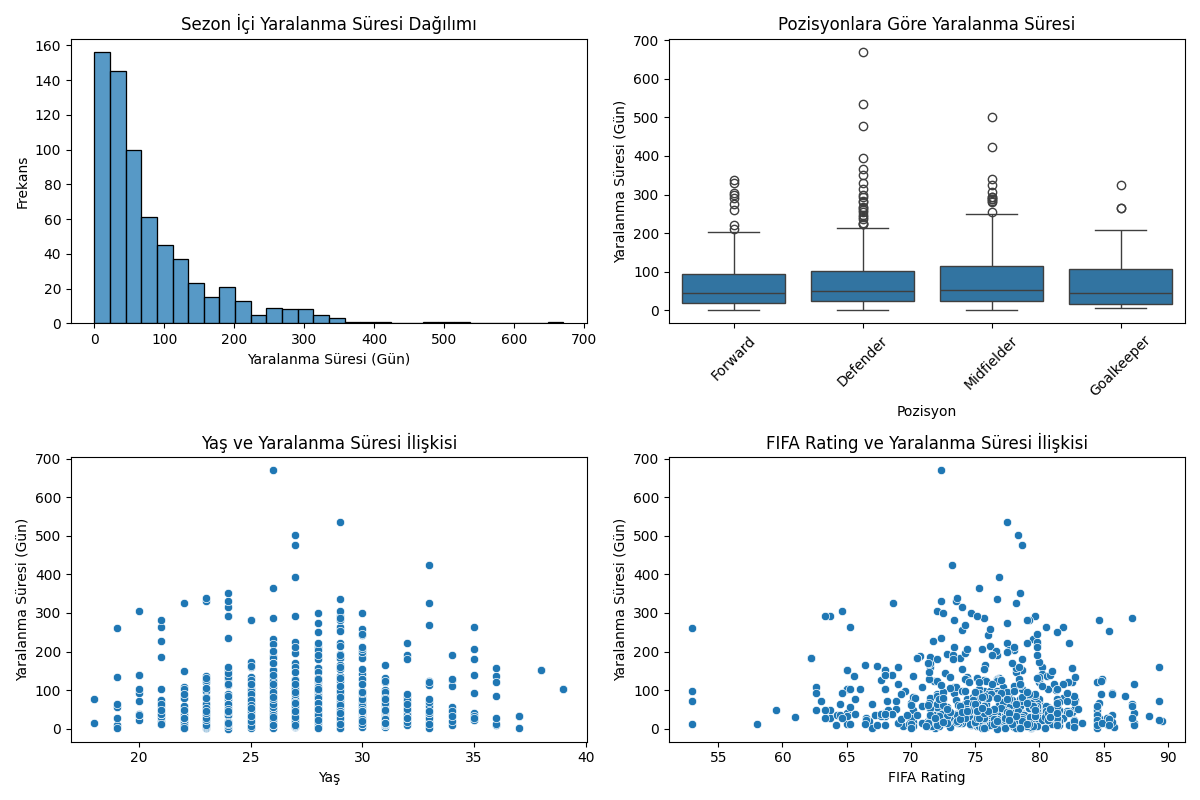 Sezon İçi Yaralanma Süresi Dağılımı
160
140
120
100
80
60
40
20
0
Frekans
0 100 200 300 400 500 600 700
Yaralanma Süresi (Gün)
Pozisyonlara Göre Yaralanma Süresi
700
600
500
400
300
200
100
0
Yaralanma Süresi (Gün)
Forward Defender Midfielder Goalkeeper
Pozisyon
Yaş ve Yaralanma Süresi İlişkisi
700
600
500
400
300
200
100
0
Yaralanma Süresi (Gün)
20 25 30 35 40
Yaş
FIFA Rating ve Yaralanma Süresi İlişkisi
700
600
500
400
300
200
100
0
Yaralanma Süresi (Gün)
55 60 65 70 75 80 85 90
FIFA Rating